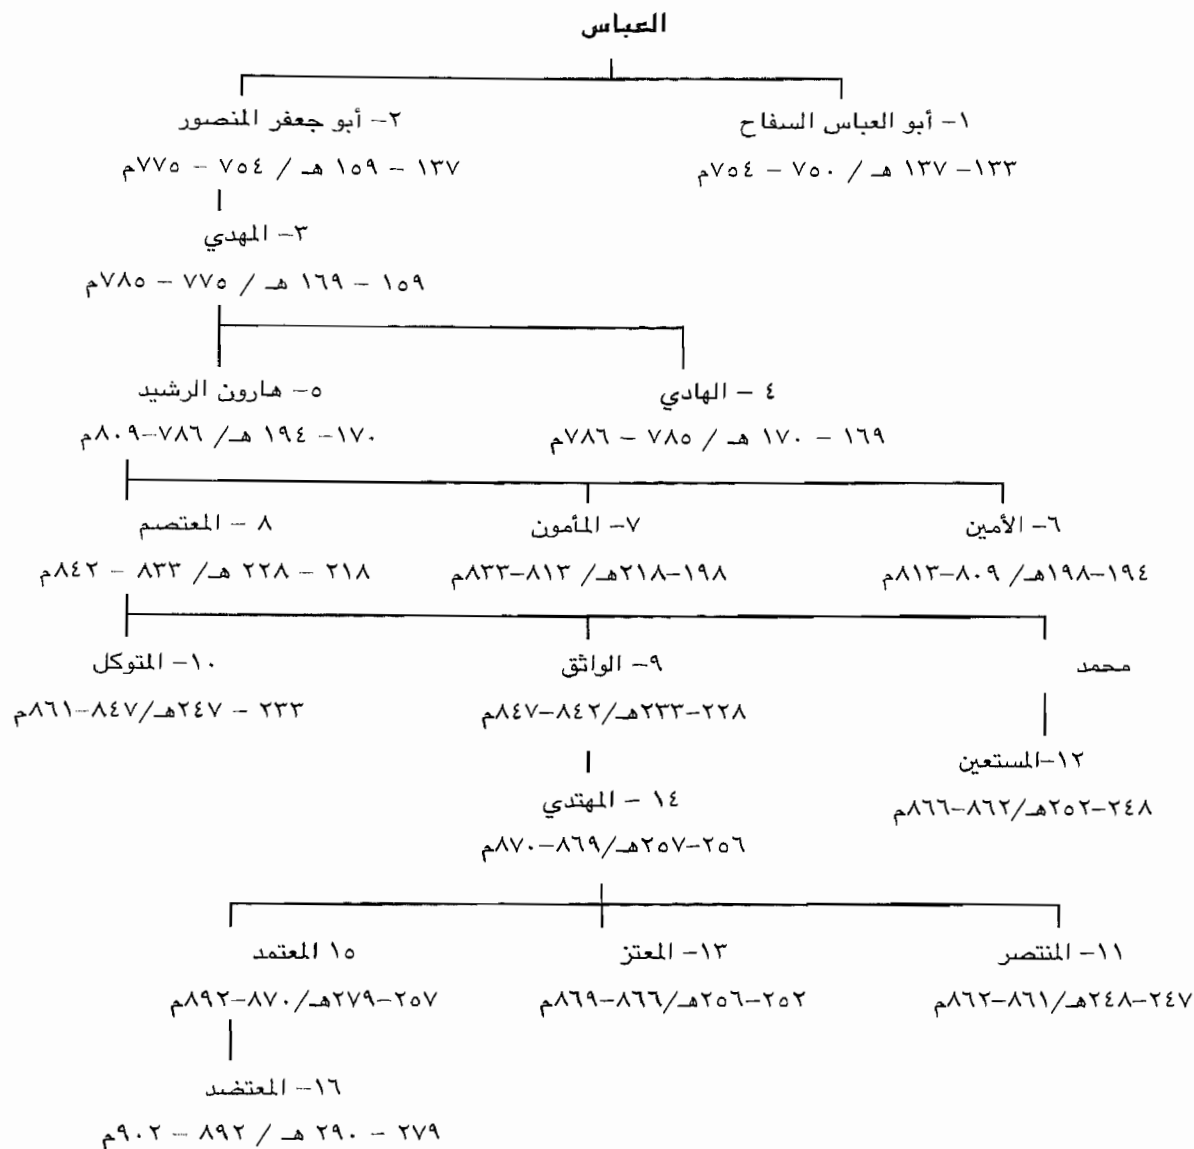 العباس
١- أبو العباس السفاح
٢- أبو جعفر المنصور
١٣٣- ١٣٧ هـ / ٧٥٠ - ٧٥٤م
١٣٧ - ١٥٩ هـ / ٧٥٤ - ٧٧٥م
٣- المهدي
١٥٩ - ١٦٩ هـ / ٧٧٥ - ٧٨٥م
٤ - الهادي
٥- هارون الرشيد
١٦٩ - ١٧٠ هـ / ٧٨٥ - ٧٨٦م
١٧٠- ١٩٤ هـ/ ٧٨٦-٨٠٩م
٦- الأمين
٧- المأمون
٨ - المعتصم
١٩٤-١٩٨هـ/ ٨٠٩-٨١٣م
١٩٨-٢١٨هـ/ ٨١٣-٨٣٣م
٢١٨ - ٢٢٨ هـ/ ٨٣٣ - ٨٤٢م
محمد
٩- الواثق
١٠- المتوكل
٢٢٨-٢٣٣هـ/٨٤٢-٨٤٧م
٢٣٣ - ٢٤٧هـ/٨٤٧-٨٦١م
١٢-المستعين
٢٤٨-٢٥٢هـ/٨٦٢-٨٦٦م
١٤ - المهتدي
٢٥٦-٢٥٧هـ/٨٦٩-٨٧٠م
١١- المنتصر
١٣- المعتز
١٥ المعتمد
٢٤٧-٢٤٨هـ/٨٦١-٨٦٢م
٢٥٢-٢٥٦هـ/٨٦٦-٨٦٩م
٢٥٧-٢٧٩هـ/٨٧٠-٨٩٢م
١٦- المعتضد
٢٧٩ - ٢٩٠ هـ / ٨٩٢ - ٩٠٢م